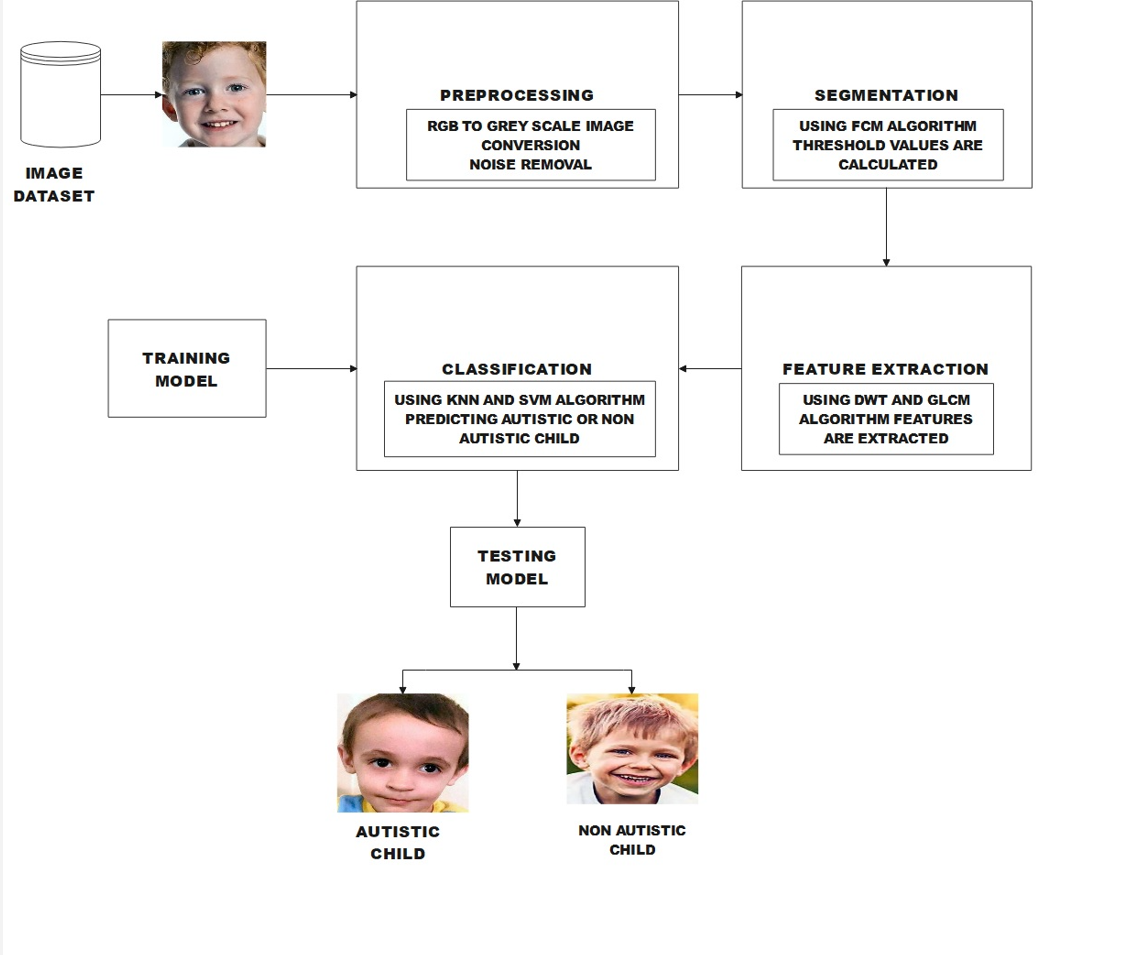 IMAGE
DATASET
PREPROCESSING
RGB TO GREY SCALE IMAGE
CONVERSION
NOISE REMOVAL
SEGMENTATION
USING FCM ALGORITHM
THRESHOLD VALUES ARE
CALCULATED
TRAINING
MODEL
CLASSIFICATION
USING KNN AND SVM ALGORITHM
PREDICTING AUTISTIC OR NON
AUTISTIC CHILD
FEATURE EXTRACTION
USING DWT AND GLCM
ALGORITHM FEATURES
ARE EXTRACTED
TESTING
MODEL
AUTISTIC
CHILD
NON AUTISTIC
CHILD